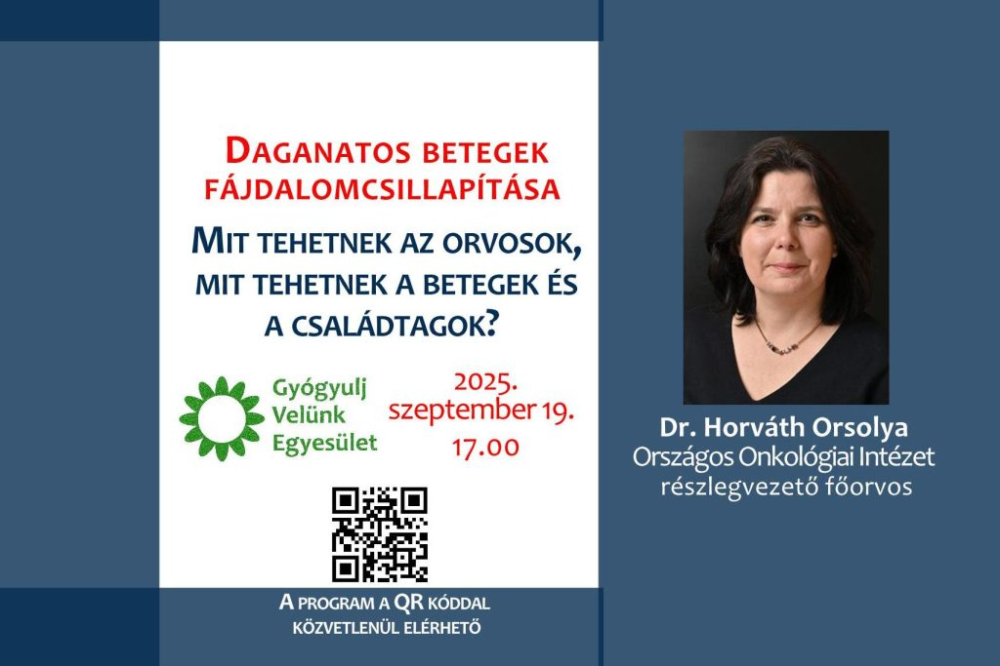 DAGANATOS BETEGEK
FÁJDALOMCSILLAPÍTÁSA
MIT TEHETNEK AZ ORVOSOK,
MIT TEHETNEK A BETEGEK ÉS
A CSALÁDTAGOK?
Gyógyulj
Velünk
Egyesület
2025.
szeptember 19.
17.00
A PROGRAM A QR KÓDDAL
KÖZVETLENÜL ELÉRHETŐ
Dr. Horváth Orsolya
Országos Onkológiai Intézet
részlegvezető főorvos